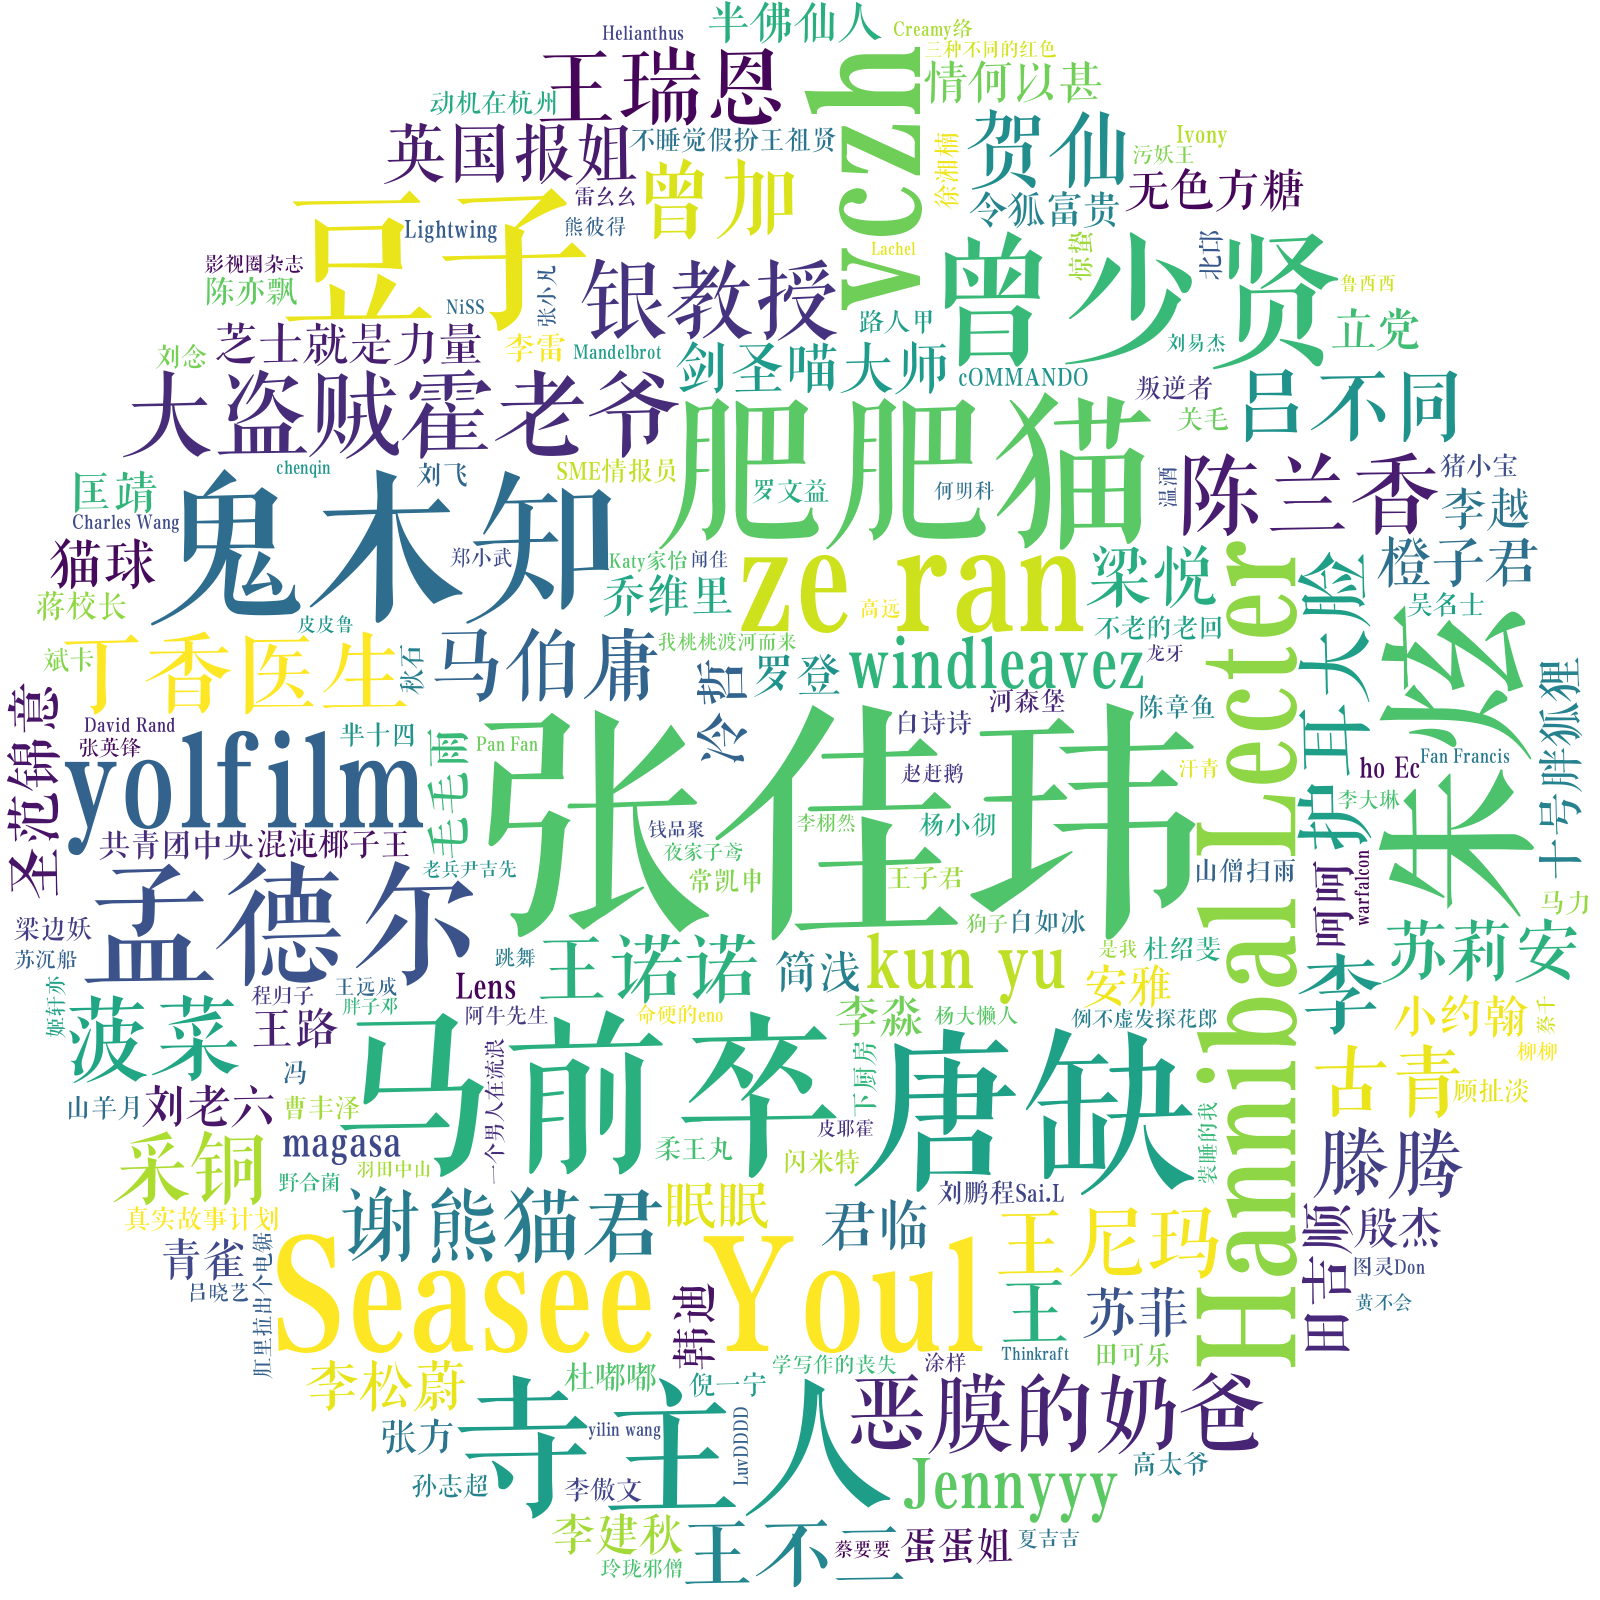 半佛仙人
Creamy络
Helianthus
三种不同的红色
王瑞恩
vczh
情何以甚
动机在杭州
英国报姐
不睡觉假扮王祖贤
贺仙
Ivony
污妖王
徐湘楠
曾加
雷幺幺
无色方糖
豆子
令狐富贵
Lightwing
熊彼得
Lachel
惊蛰
北邙
曾少贤
影视圈杂志
陈亦飘
银教授
张小凡
鲁西西
NiSS
路人甲
立党
芝士就是力量
李雷
刘念
Mandelbrot
剑圣喵大师
刘易杰
cOMMANDO
叛逆者
大盗贼霍老爷
肥肥猫
吕不同
关毛
chenqin
刘飞
SME情报员
陈兰香
猪小宝
匡靖
鬼木知
罗文益
何明科
温酒
李越
Charles Wang
猫球
郑小武
Katy家怡
闻佳
ze ran
梁悦
橙子君
乔维里
蒋校长
皮皮鲁
高远
护耳大脸
吴名士
朱炫
丁香医生
马伯庸
我桃桃渡河而来
不老的老回
斌卡
秋石
冷哲
罗登
windleavez
龙牙
Hannibal Lecter
十号胖狐狸
圣范锦意
David Rand
张英锋
芈十四
毛毛雨
Pan Fan
张佳玮
白诗诗
河森堡
陈章鱼
yolfilm
赵赶鹅
汗青
ho Ec
Fan Francis
李大琳
共青团中央
混沌椰子王
钱品聚
李栩然
杨小彻
老兵尹吉先
夜家子鸢
常凯申
王子君
山僧扫雨
呵呵
warfalcon
孟德尔
马力
梁边妖
狗子
白如冰
苏莉安
苏沉船
跳舞
王诺诺
简浅
kun yu
是我
杜绍斐
李
姬轩亦
程归子
王远成
胖子邓
Lens
安雅
菠菜
王路
阿牛先生
命硬的eno
李淼
杨大懒人
例不虚发探花郎
小约翰
蔡千
冯
马前卒
唐缺
古青
柳柳
山羊月
刘老六
曹丰泽
一个男人在流浪
下厨房
顾扯淡
采铜
magasa
皮耶霍
装睡的我
滕腾
野合菌
羽田中山
柔王丸
闪米特
真实故事计划
谢熊猫君
眠眠
刘鹏程Sai.L
君临
王尼玛
田吉顺
殷杰
青雀
肛里拉出个电锯
Seasee Youl
图灵Don
吕晓艺
韩迪
王
苏菲
黄不会
李松蔚
杜嘟嘟
学写作的丧失
涂样
Thinkraft
田可乐
倪一宁
寺主人
恶膜的奶爸
张方
yilin wang
LuvDDDDD
孙志超
李傲文
Jennyyy
高太爷
李建秋
王不二
蔡要要
蛋蛋姐
夏吉吉
玲珑邪僧